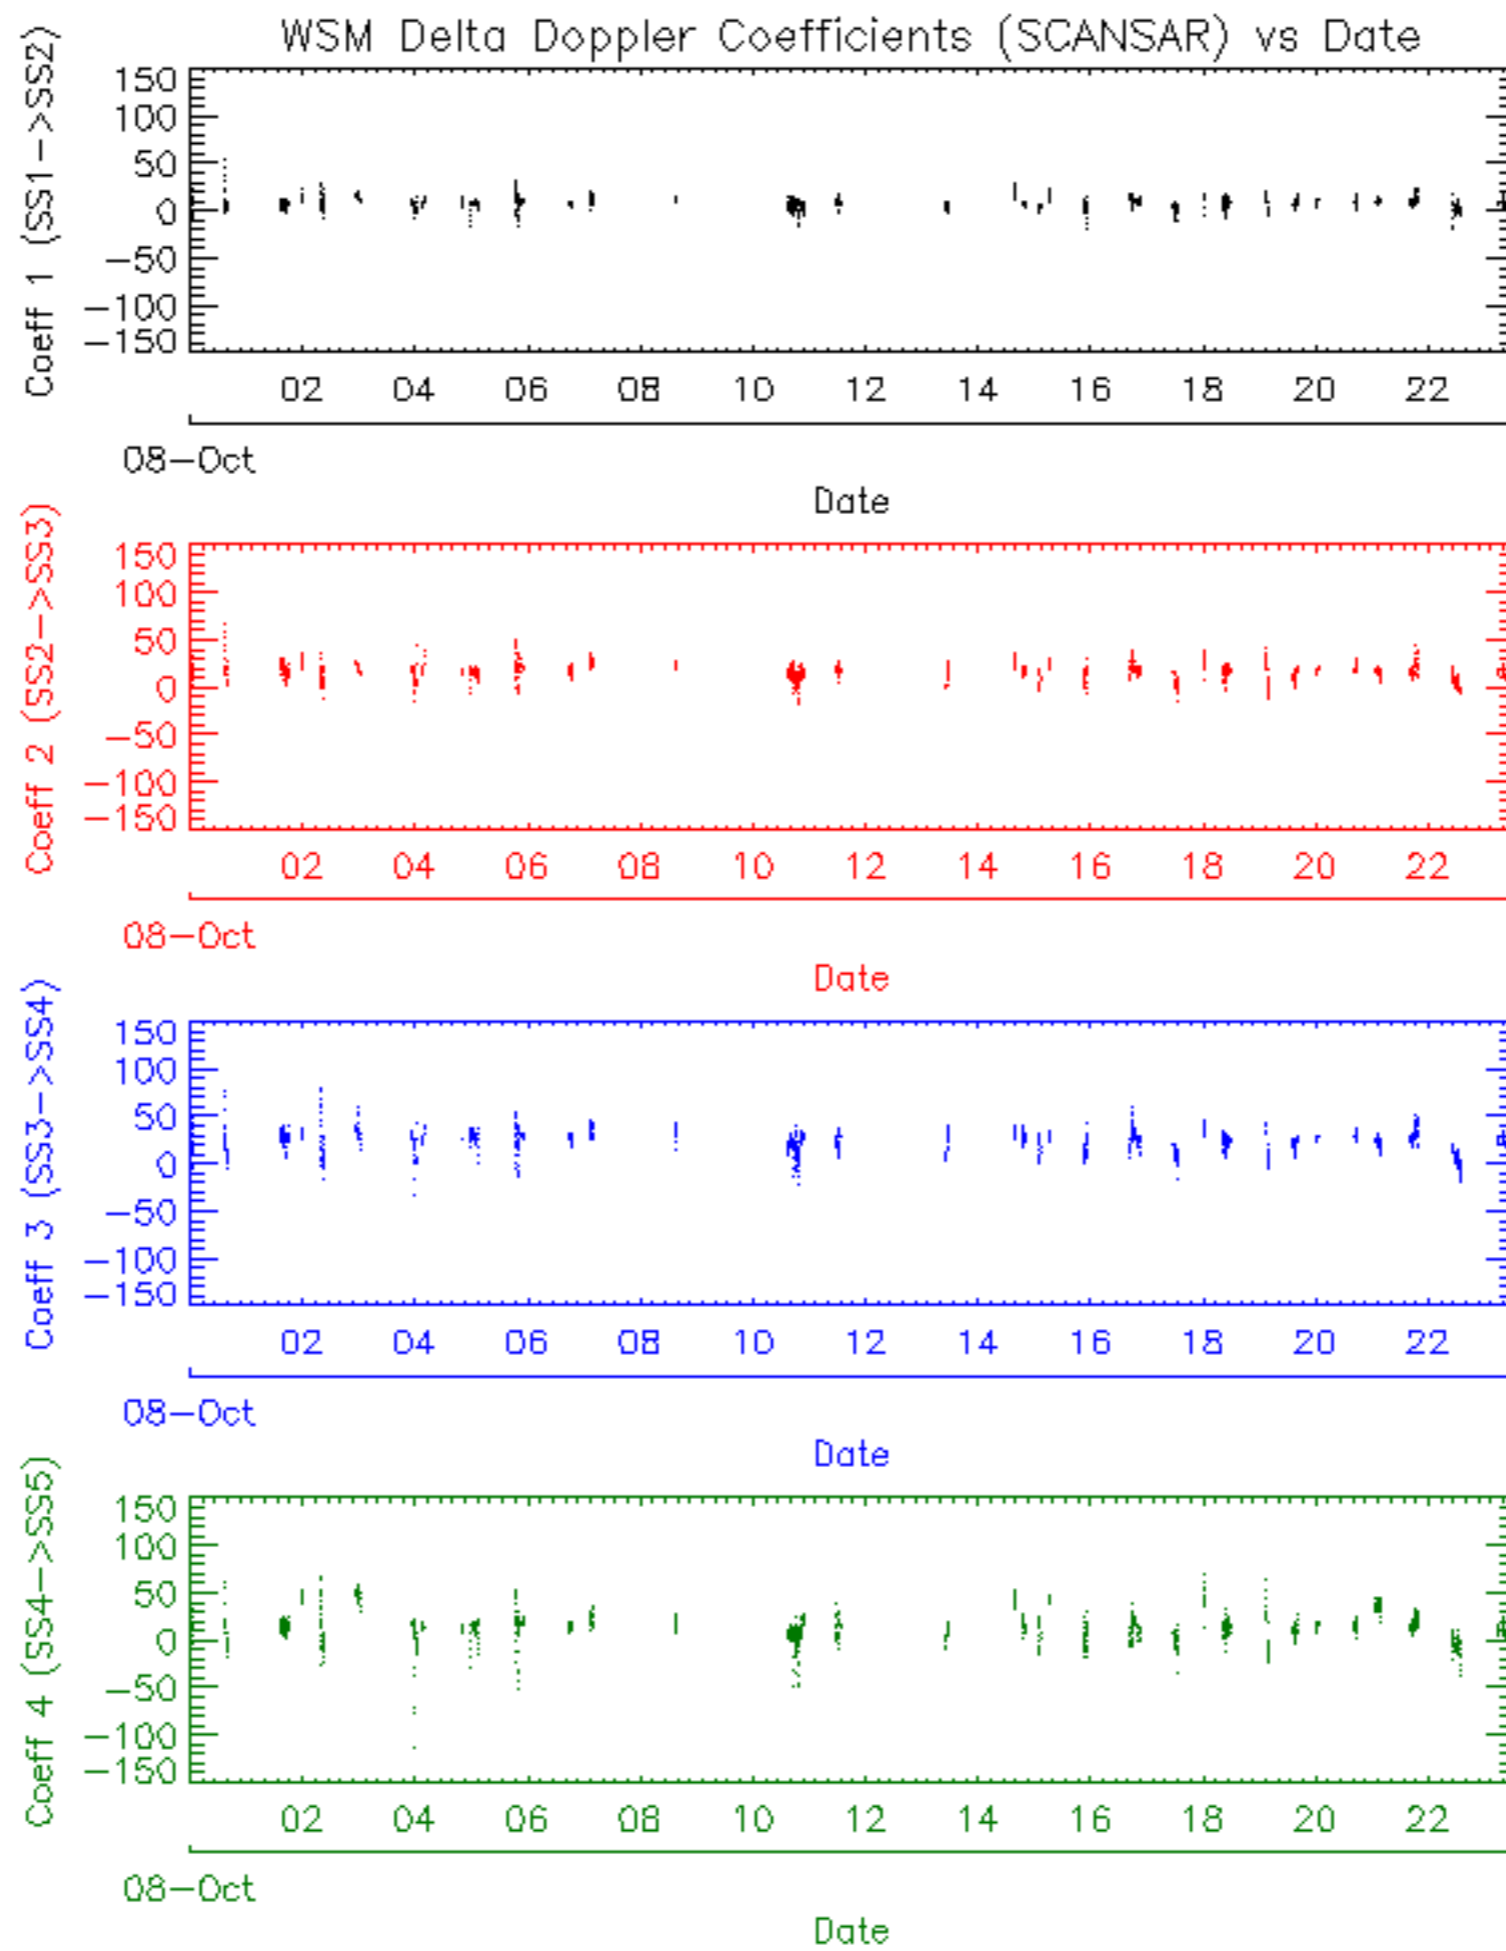 WSM Delta Doppler Coefficients (SCANSAR) vs Date
Coeff 1 (SS1->SS2)
150
100
50
0
-50
-100
-150
02 04 06 08 10 12 14 16 18 20 22
08-Oct
Date
Coeff 2 (SS2->SS3)
150
100
50
0
-50
-100
-150
02 04 06 08 10 12 14 16 18 20 22
08-Oct
Date
Coeff 3 (SS3->SS4)
150
100
50
0
-50
-100
-150
02 04 06 08 10 12 14 16 18 20 22
08-Oct
Date
Coeff 4 (SS4->SS5)
150
100
50
0
-50
-100
-150
02 04 06 08 10 12 14 16 18 20 22
08-Oct
Date